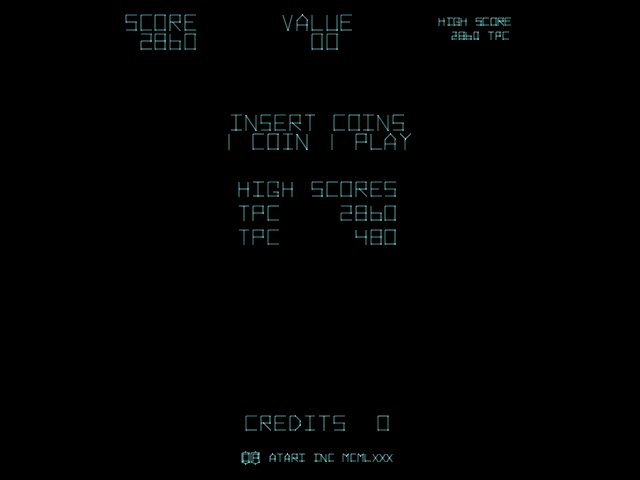 SCORE
2860
VALUE
00
HIGH SCORE
2860 TPC
INSERT COINS
1 COIN 1 PLAY
HIGH SCORES
TPC 2860
TPC 480
CREDITS 0
ATARI INC MCMLXXX